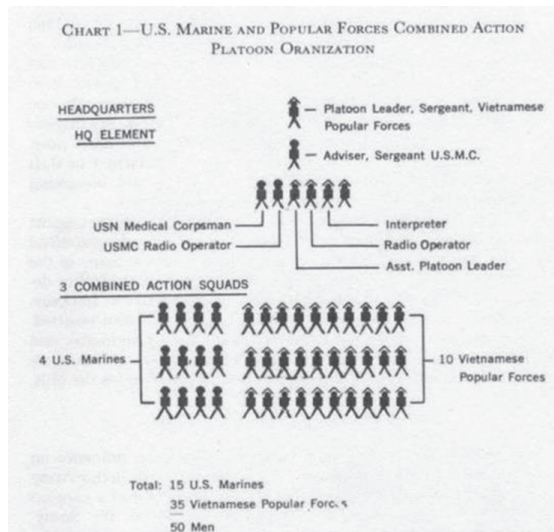 CHART 1—U.S. MARINE AND POPULAR FORCES COMBINED ACTION
PLATOON ORANIZATION
HEADQUARTERS
HQ ELEMENT
Platoon Leader, Sergeant, Vietnamese
Popular Forces
Adviser, Sergeant U.S.M.C.
USN Medical Corpsman
USMC Radio Operator
Interpreter
Radio Operator
Asst. Platoon Leader
3 COMBINED ACTION SQUADS
4 U.S. Marines
10 Vietnamese
Popular Forces
Total: 15 U.S. Marines
35 Vietnamese Popular Forces
50 Men